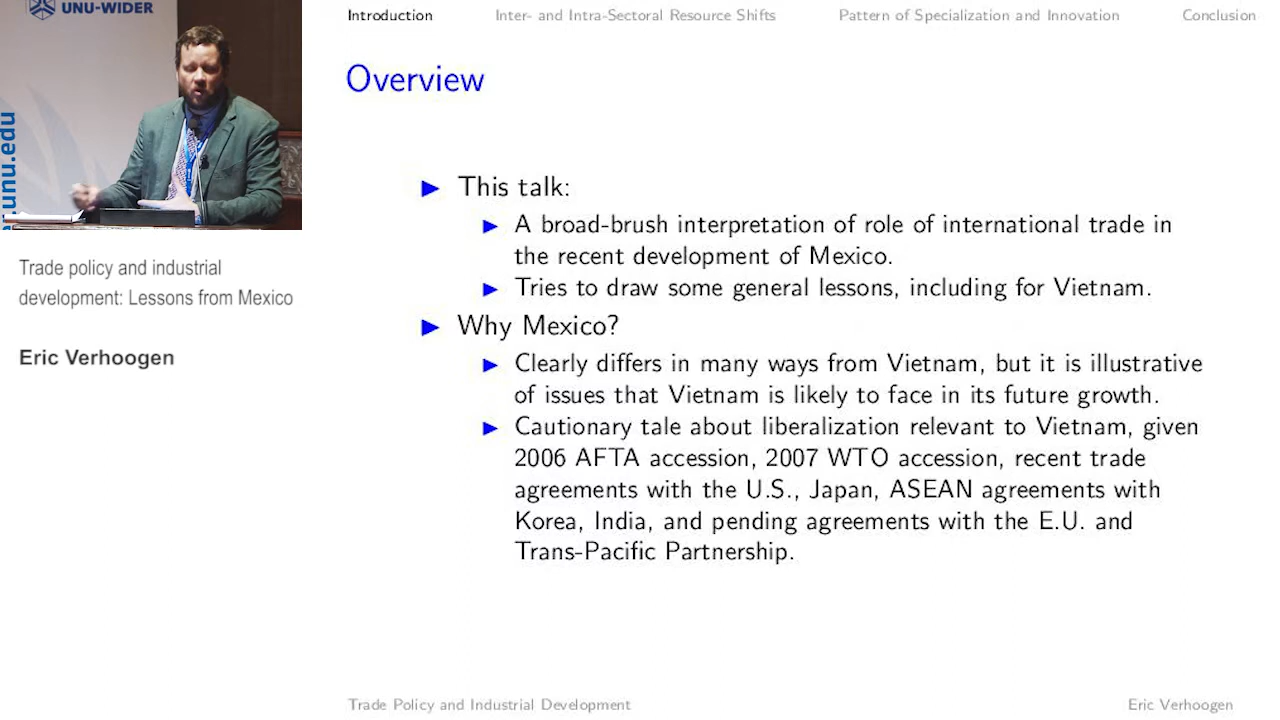 UNU-WIDER
unu.edu
Trade policy and industrial
development: Lessons from Mexico
Eric Verhoogen
Introduction
Inter- and Intra-Sectoral Resource Shifts
Pattern of Specialization and Innovation
Conclusion
Overview
This talk:
A broad-brush interpretation of role of international trade in
the recent development of Mexico.
Tries to draw some general lessons, including for Vietnam.
Why Mexico?
Clearly differs in many ways from Vietnam, but it is illustrative
of issues that Vietnam is likely to face in its future growth.
Cautionary tale about liberalization relevant to Vietnam, given
2006 AFTA accession, 2007 WTO accession, recent trade
agreements with the U.S., Japan, ASEAN agreements with
Korea, India, and pending agreements with the E.U. and
Trans-Pacific Partnership.
Trade Policy and Industrial Development
Eric Verhoogen